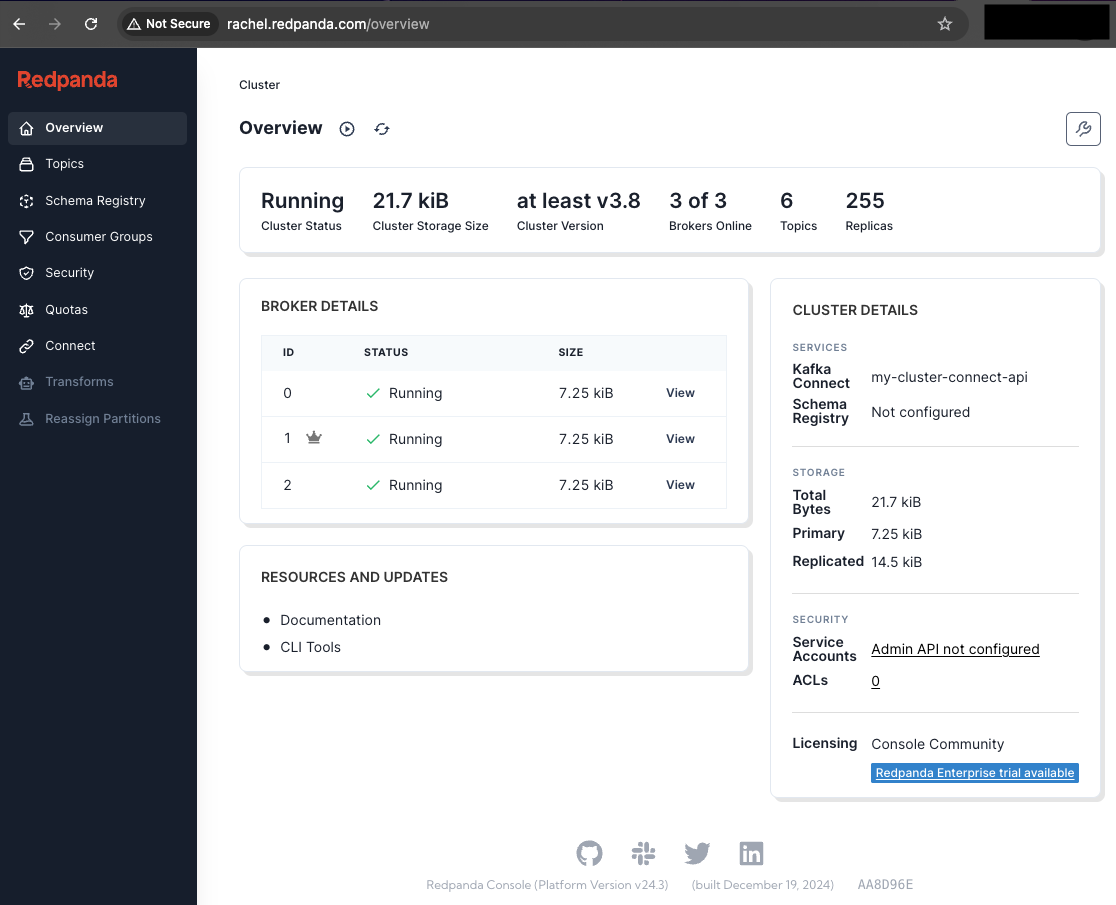 Not Secure rachel.redpanda.com/overview
Redpanda
Overview
Topics
Schema Registry
Consumer Groups
Security
Quotas
Connect
Transforms
Reassign Partitions
Cluster
Overview
Running 21.7 kiB at least v3.8 3 of 3 6 255
Cluster Status Cluster Storage Size Cluster Version Brokers Online Topics Replicas
BROKER DETAILS
ID STATUS SIZE
0 Running 7.25 kiB View
1 Running 7.25 kiB View
2 Running 7.25 kiB View
RESOURCES AND UPDATES
Documentation
CLI Tools
CLUSTER DETAILS
SERVICES
Kafka
Connect my-cluster-connect-api
Schema
Registry Not configured
STORAGE
Total
Bytes 21.7 kiB
Primary 7.25 kiB
Replicated 14.5 kiB
SECURITY
Service
Accounts Admin API not configured
ACLs 0
Licensing Console Community
Redpanda Enterprise trial available
in
Redpanda Console (Platform Version v24.3) (built December 19, 2024) AA8D96E